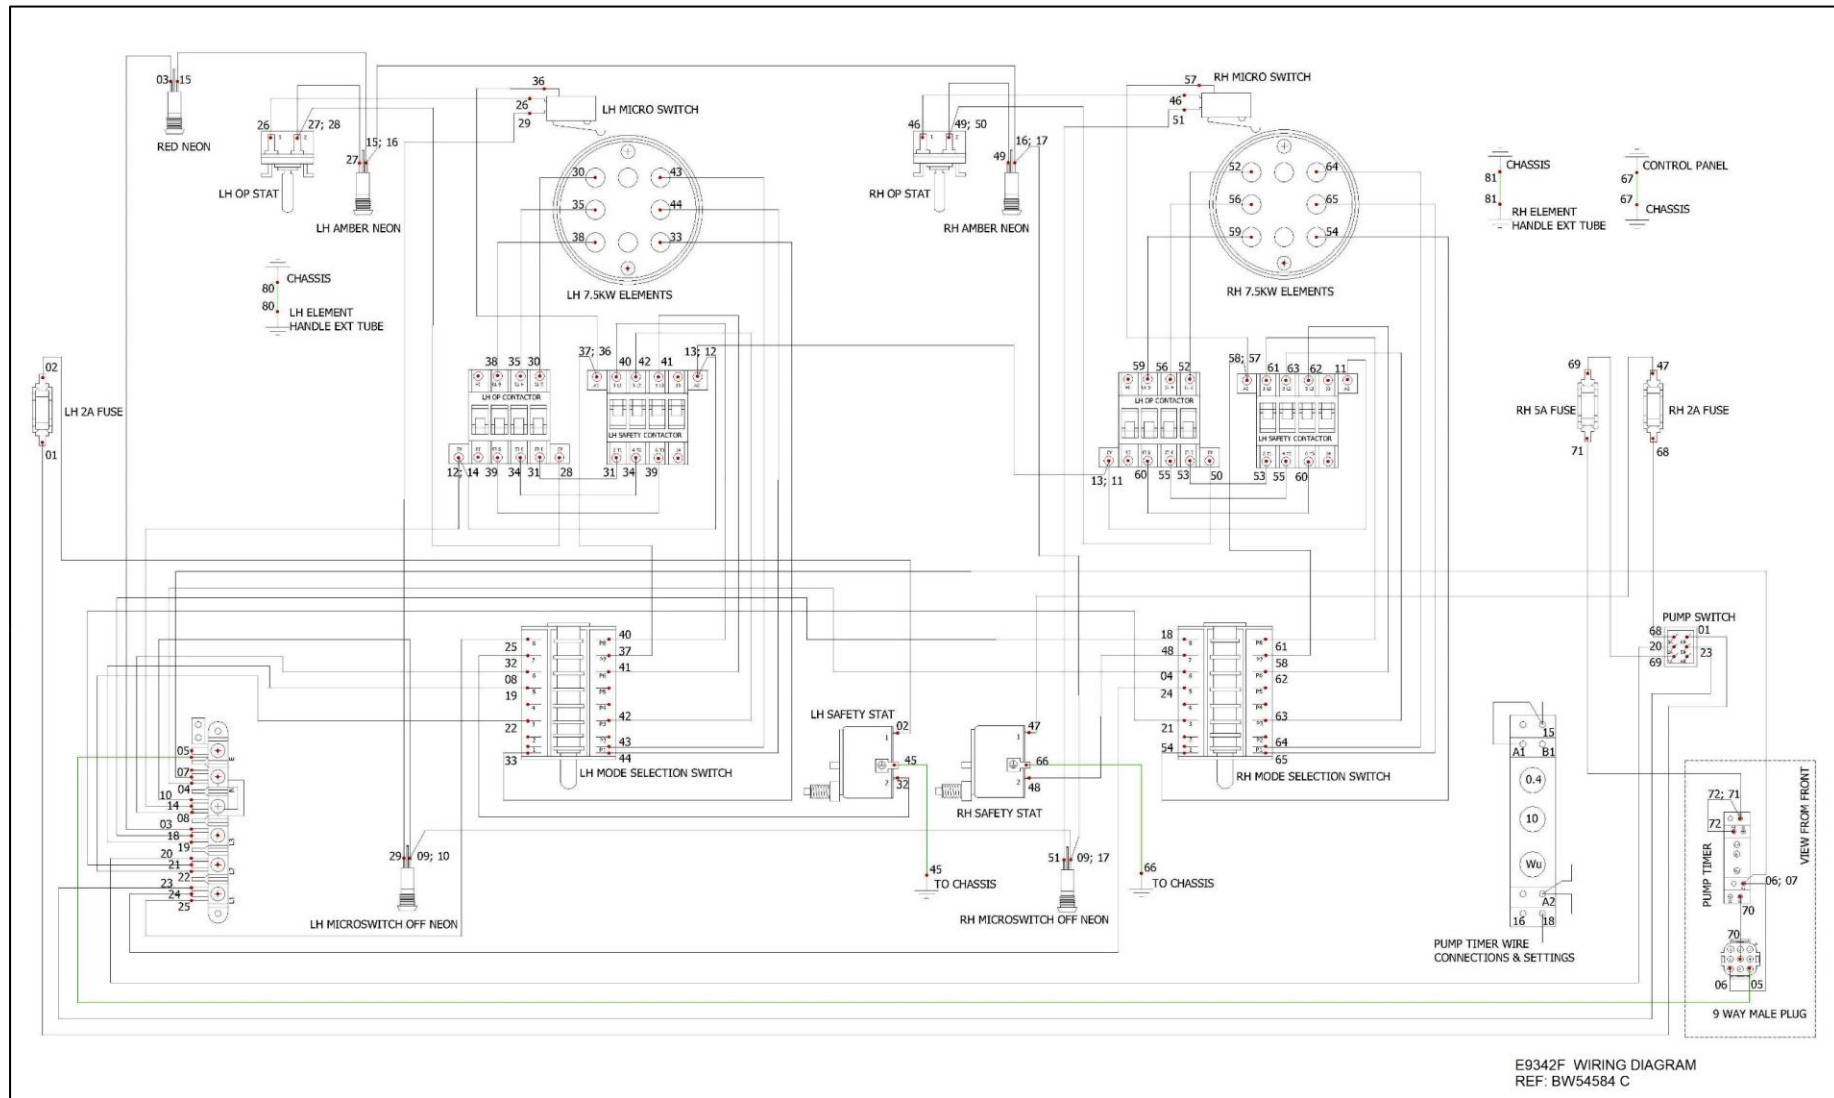 03
15
RED NEON
26
27; 28
LH OP STAT
15; 16
27
LH AMBER NEON
36
26
29
LH MICRO SWITCH
30
43
35
44
38
33
LH 7.5KW ELEMENTS
CHASSIS
80
80
LH ELEMENT
HANDLE EXT TUBE
46
49; 50
RH OP STAT
16; 17
49
RH AMBER NEON
57
46
51
RH MICRO SWITCH
52
64
56
65
59
54
RH 7.5KW ELEMENTS
CHASSIS
81
81
RH ELEMENT
HANDLE EXT TUBE
CONTROL PANEL
67
67
CHASSIS
02
LH 2A FUSE
01
38
35
30
LH OP CONTACTOR
12; 14
39
34
31
28
37; 36
40
42
41
13; 12
LH SAFETY CONTACTOR
31
34
39
59
56
52
LH OP CONTACTOR
13; 11
60
55
53
50
58; 57
61
63
62
11
LH SAFETY CONTACTOR
53
55
60
69
RH 5A FUSE
71
47
RH 2A FUSE
68
PUMP SWITCH
68
01
20
23
69
25
32
08
19
22
33
40
37
41
42
43
44
LH MODE SELECTION SWITCH
LH SAFETY STAT
02
1
45
2
32
45
TO CHASSIS
47
1
66
2
48
RH SAFETY STAT
66
TO CHASSIS
18
48
04
24
21
54
61
58
62
63
64
65
RH MODE SELECTION SWITCH
05
07
04
10
14
08
03
18
19
20
21
22
23
24
25
E
N
L3
L2
L1
29
09; 10
LH MICROSWITCH OFF NEON
51
09; 17
RH MICROSWITCH OFF NEON
15
A1
B1
0.4
10
Wu
A2
16
18
PUMP TIMER WIRE
CONNECTIONS & SETTINGS
VIEW FROM FRONT
72; 71
72
PUMP TIMER
06; 07
70
70
06
05
9 WAY MALE PLUG
E9342F WIRING DIAGRAM
REF: BW54584 C